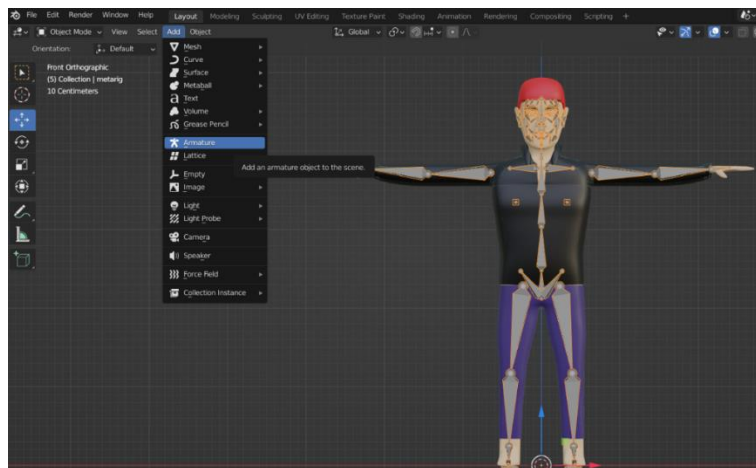 File Edit Render Window Help Layout Modeling Sculpting UV Editing Texture Paint Shading Animation Rendering Compositing Scripting +
Object Mode View Select Add Object Global
Orientation: Default
Front Orthographic
(5) Collection | metarig
10 Centimeters
Mesh
Curve
Surface
Metaball
Text
Volume
Grease Pencil
Armature
Lattice
Add an armature object to the scene.
Empty
Image
Light
Light Probe
Camera
Speaker
Force Field
Collection Instance